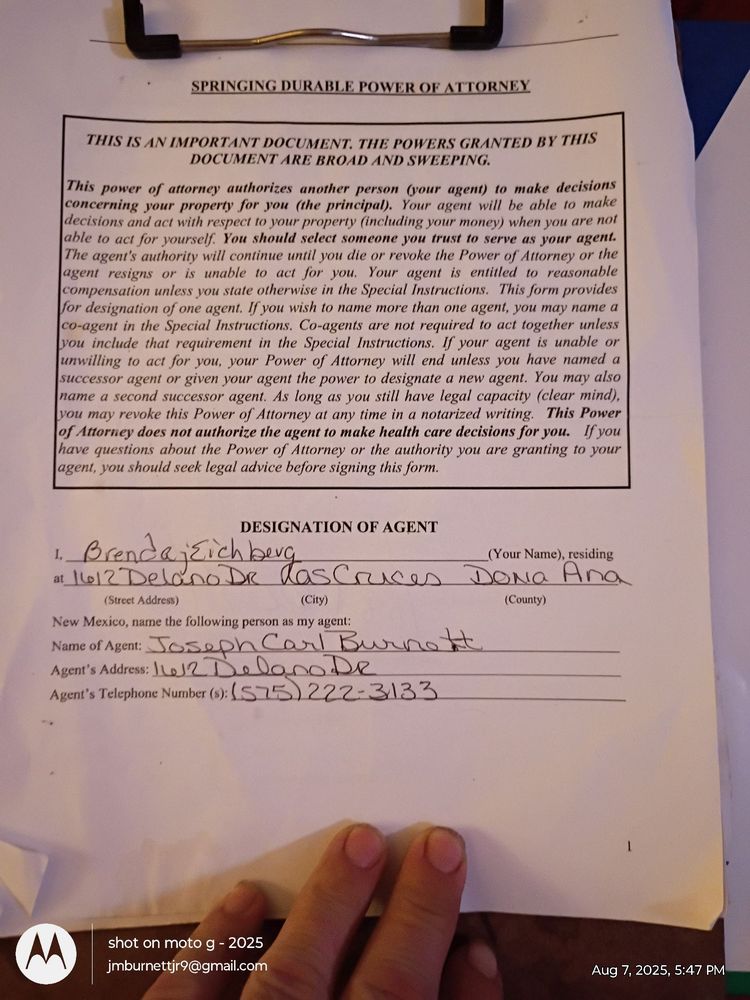 SPRINGING DURABLE POWER OF ATTORNEY
THIS IS AN IMPORTANT DOCUMENT. THE POWERS GRANTED BY THIS
DOCUMENT ARE BROAD AND SWEEPING.
This power of attorney authorizes another person (your agent) to make decisions
concerning your property for you (the principal). Your agent will be able to make
decisions and act with respect to your property (including your money) when you are not
able to act for yourself. You should select someone you trust to serve as your agent.
The agent's authority will continue until you die or revoke the Power of Attorney or the
agent resigns or is unable to act for you. Your agent is entitled to reasonable
compensation unless you state otherwise in the Special Instructions. This form provides
for designation of one agent. If you wish to name more than one agent, you may name a
co-agent in the Special Instructions. Co-agents are not required to act together unless
you include that requirement in the Special Instructions. If your agent is unable or
unwilling to act for you, your Power of Attorney will end unless you have named a
successor agent or given your agent the power to designate a new agent. You may also
name a second successor agent. As long as you still have legal capacity (clear mind),
you may revoke this Power of Attorney at any time in a notarized writing. This Power
of Attorney does not authorize the agent to make health care decisions for you. If you
have questions about the Power of Attorney or the authority you are granting to your
agent, you should seek legal advice before signing this form.
DESIGNATION OF AGENT
I, Brenda j Eichberg (Your Name), residing
at 1612 Delano DR Las Cruces Dona Ana
(Street Address) (City) (County)
New Mexico, name the following person as my agent:
Name of Agent: Joseph Carl Burnett
Agent's Address: 1612 Delano DR
Agent's Telephone Number (s): (575) 222-3133
1
shot on moto g - 2025
jmburnettjr9@gmail.com
Aug 7, 2025, 5:47 PM